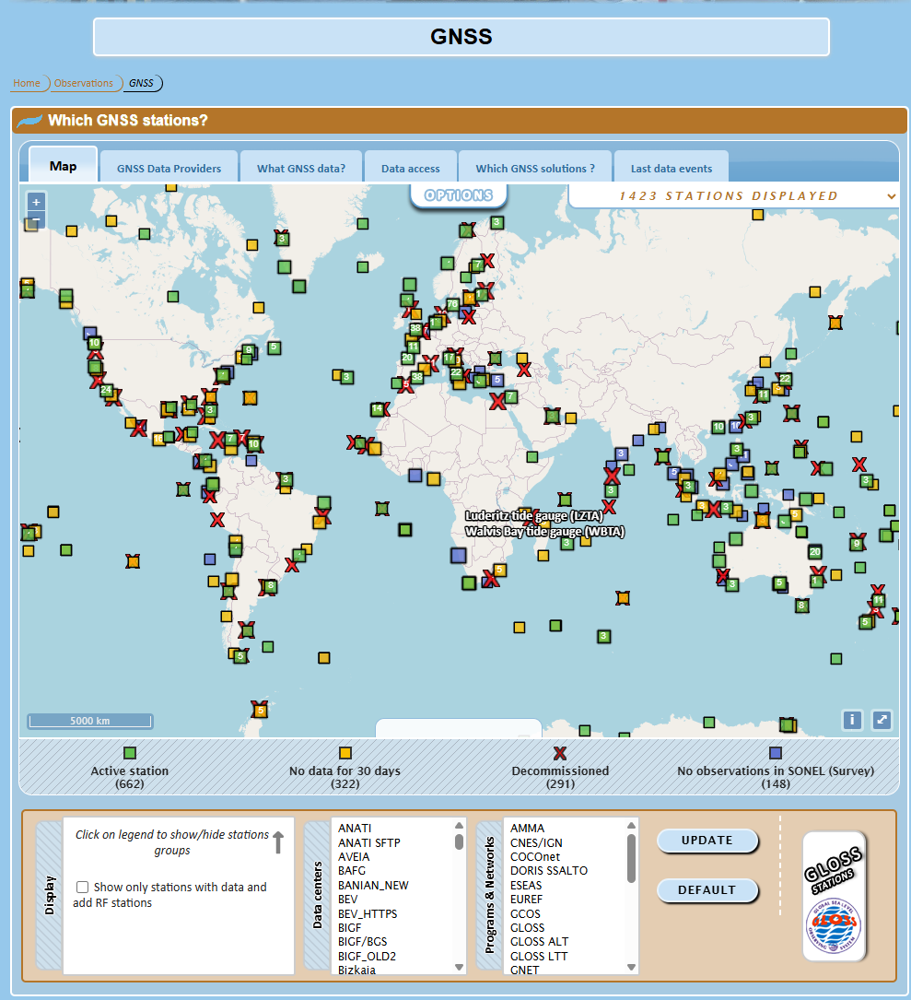 GNSS
Home Observations GNSS
Which GNSS stations?
Map GNSS Data Providers What GNSS data? Data access Which GNSS solutions ? Last data events
+
−
OPTIONS
1423 STATIONS DISPLAYED
Luderitz tide gauge (LZTA)
Walvis Bay tide gauge (WBTA)
5000 km
i
Active station
(662)
No data for 30 days
(322)
Decommissioned
(291)
No observations in SONEL (Survey)
(148)
Display
Click on legend to show/hide stations
groups
Show only stations with data and
add RF stations
Data centers
ANATI
ANATI SFTP
AVEIA
BAFG
BANIAN_NEW
BEV
BEV_HTTPS
BIGF
BIGF/BGS
BIGF_OLD2
Bizkaia
Programs & Networks
AMMA
CNES/IGN
COCOnet
DORIS SSALTO
ESEAS
EUREF
GCOS
GLOSS
GLOSS ALT
GLOSS LTT
GNET
UPDATE
DEFAULT
GLOSS
STATIONS
GLOBAL SEA LEVEL
GLOSS
OBSERVING SYSTEM